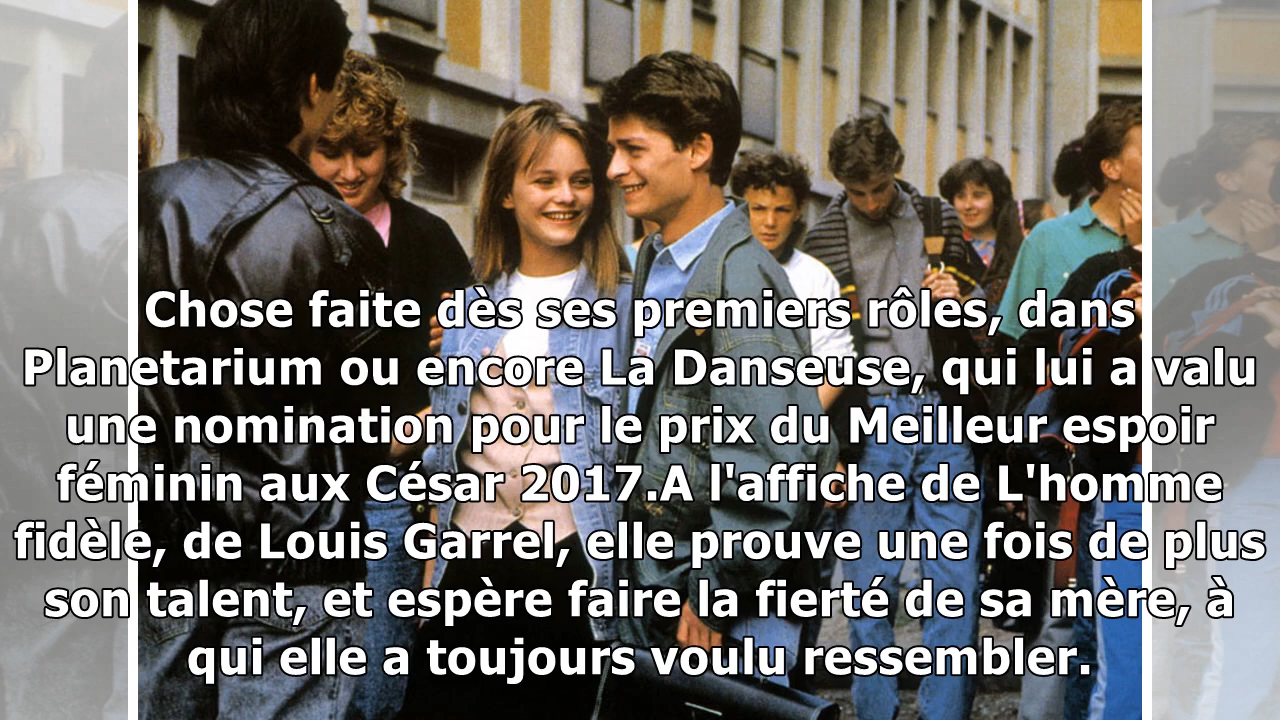 Chose faite dès ses premiers rôles, dans
Planetarium ou encore La Danseuse, qui lui a valu
une nomination pour le prix du Meilleur espoir
féminin aux César 2017.A l'affiche de L'homme
fidèle, de Louis Garrel, elle prouve une fois de plus
son talent, et espère faire la fierté de sa mère, à
qui elle a toujours voulu ressembler.